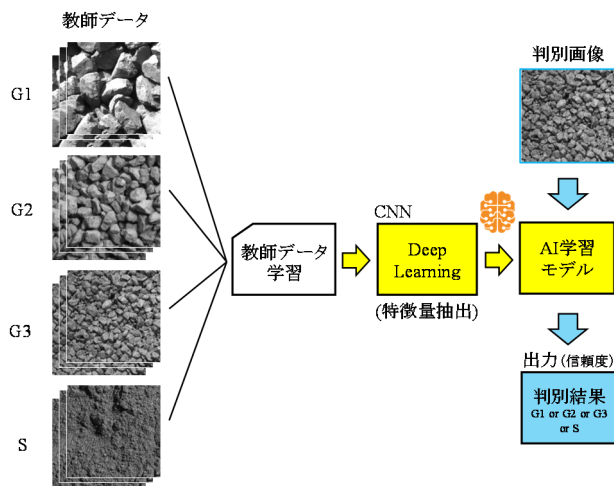 教師データ
G1
G2
G3
S
教師データ
学習
CNN
Deep
Learning
(特徴量抽出)
判別画像
AI学習
モデル
出力(信頼度)
判別結果
G1 or G2 or G3
or S